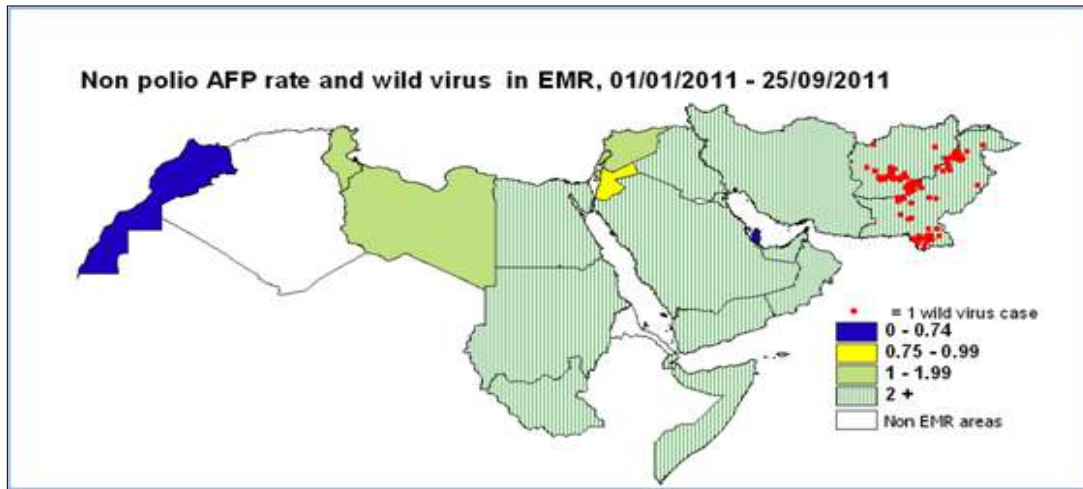 Non polio AFP rate and wild virus in EMR, 01/01/2011 - 25/09/2011
= 1 wild virus case
0 - 0.74
0.75 - 0.99
1 - 1.99
2 +
Non EMR areas